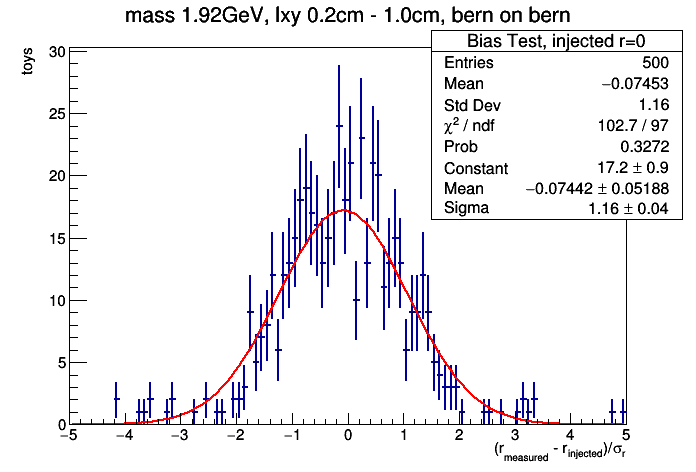 mass 1.92GeV, lxy 0.2cm - 1.0cm, bern on bern
Bias Test, injected r=0
Entries 500
Mean −0.07453
Std Dev 1.16
χ² / ndf 102.7 / 97
Prob 0.3272
Constant 17.2 ± 0.9
Mean −0.07442 ± 0.05188
Sigma 1.16 ± 0.04
toys
30
25
20
15
10
5
0
−5 −4 −3 −2 −1 0 1 2 3 4 5
(r_measured - r_injected)/σ_r